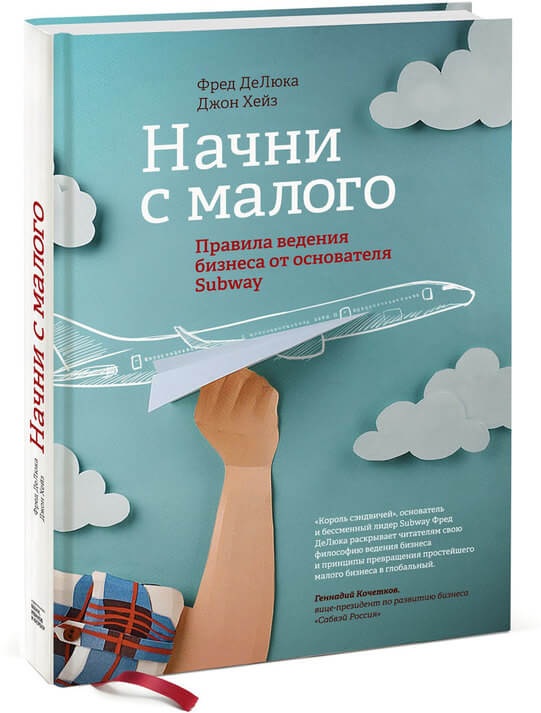 Фред ДеЛюка
Джон Хейз
Начни
с малого
Правила ведения
бизнеса от основателя
Subway
«Король сэндвичей», основатель
и бессменный лидер Subway Фред
ДеЛюка раскрывает читателям свою
философию ведения бизнеса
и принципы превращения простейшего
малого бизнеса в глобальный.
Геннадий Кочетков,
вице-президент по развитию бизнеса
«Сабвэй Россия»
Начни с малого
Фред ДеЛюка
Джон Хейз